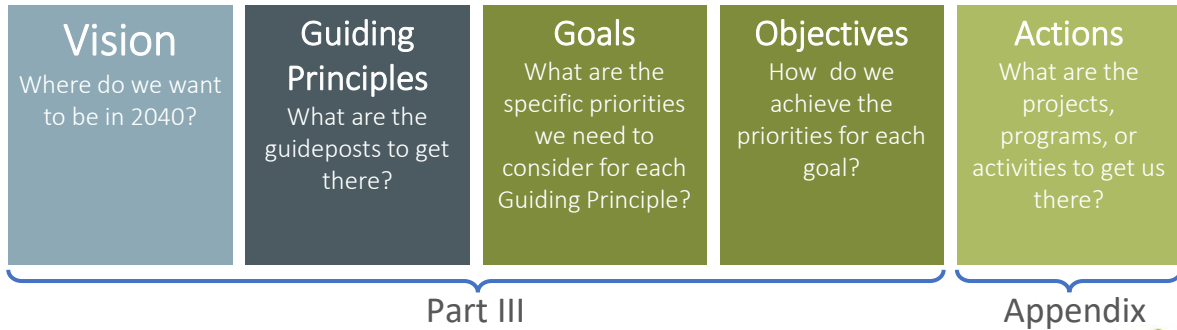 Vision
Where do we want
to be in 2040?
Guiding
Principles
What are the
guideposts to get
there?
Goals
What are the
specific priorities
we need to
consider for each
Guiding Principle?
Objectives
How do we
achieve the
priorities for each
goal?
Actions
What are the
projects,
programs, or
activities to get us
there?
Part III
Appendix